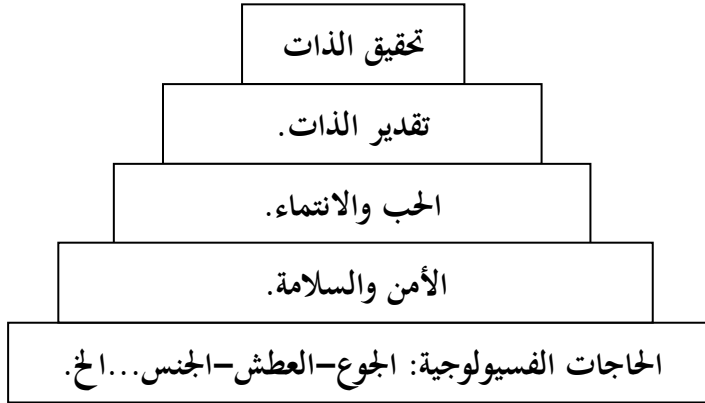 تحقيق الذات
تقدير الذات.
الحب والانتماء.
الأمن والسلامة.
الحاجات الفسيولوجية: الجوع–العطش–الجنس...الخ.